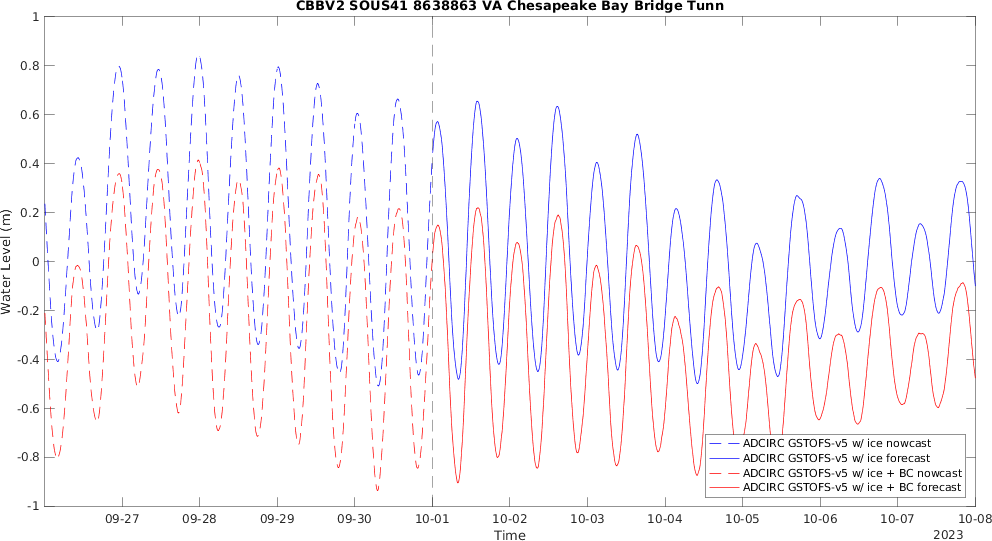 CBBV2 SOUS41 8638863 VA Chesapeake Bay Bridge Tunn
1
0.8
0.6
0.4
0.2
0
-0.2
-0.4
-0.6
-0.8
-1
Water Level (m)
09-27 09-28 09-29 09-30 10-01 10-02 10-03 10-04 10-05 10-06 10-07 10-08
Time
2023
ADCIRC GSTOFS-v5 w/ ice nowcast
ADCIRC GSTOFS-v5 w/ ice forecast
ADCIRC GSTOFS-v5 w/ ice + BC nowcast
ADCIRC GSTOFS-v5 w/ ice + BC forecast